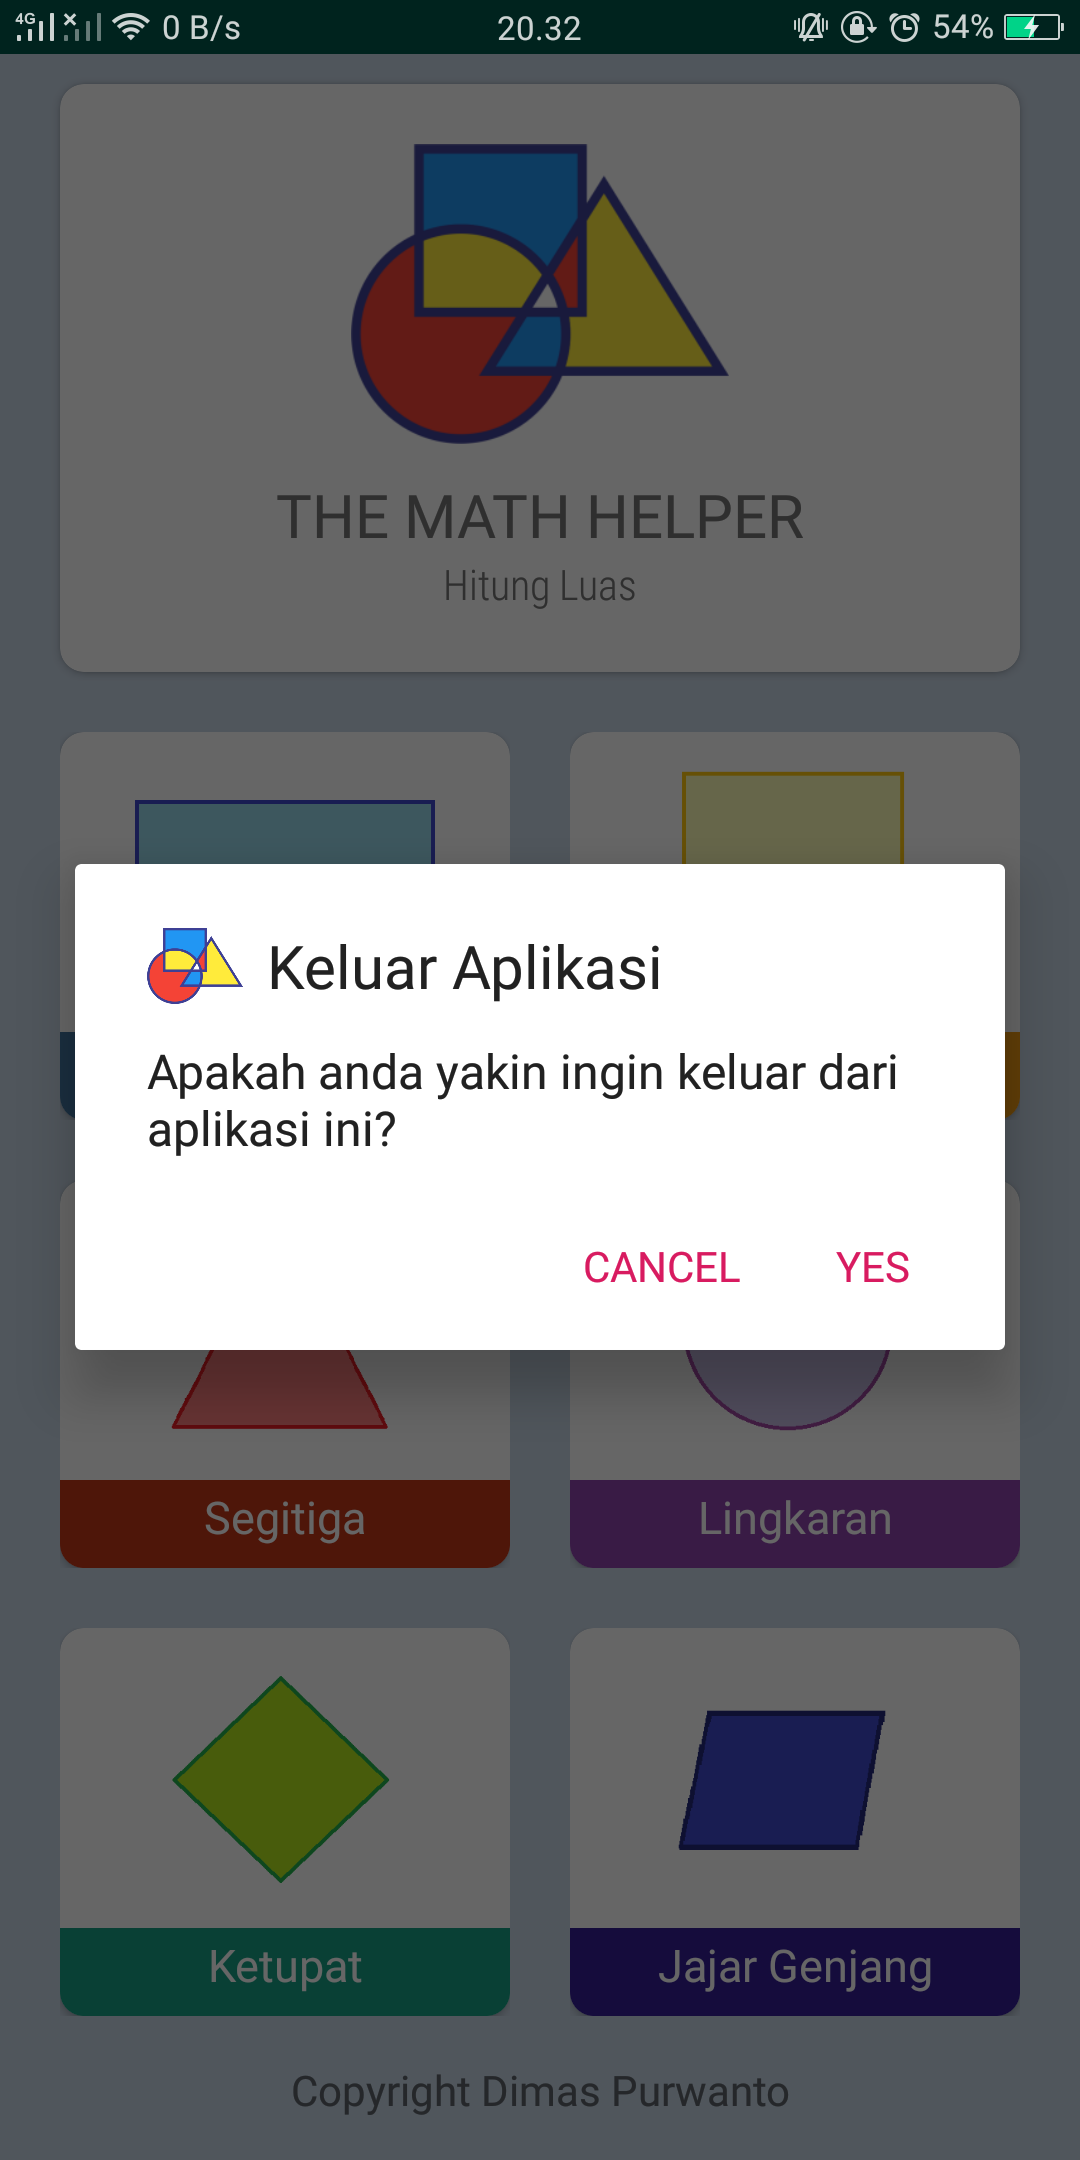 4G 0 B/s 20.32 54%
THE MATH HELPER
Hitung Luas
Keluar Aplikasi
Apakah anda yakin ingin keluar dari
aplikasi ini?
CANCEL YES
Segitiga Lingkaran
Ketupat Jajar Genjang
Copyright Dimas Purwanto